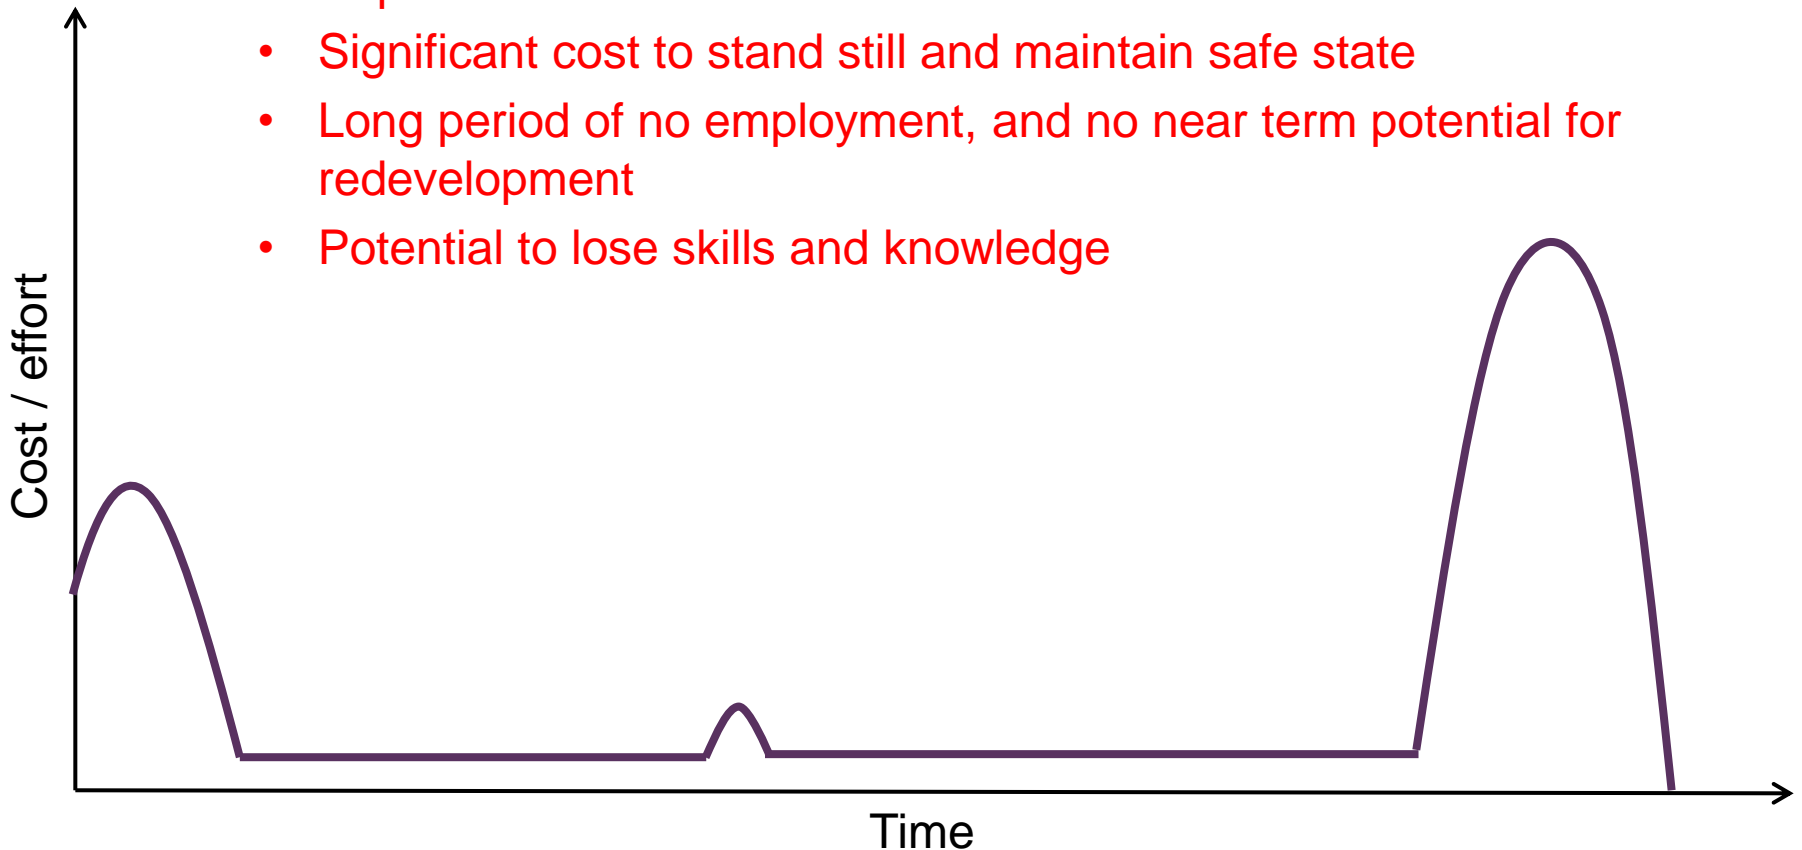 • Significant cost to stand still and maintain safe state
• Long period of no employment, and no near term potential for
redevelopment
• Potential to lose skills and knowledge
Cost / effort
Time